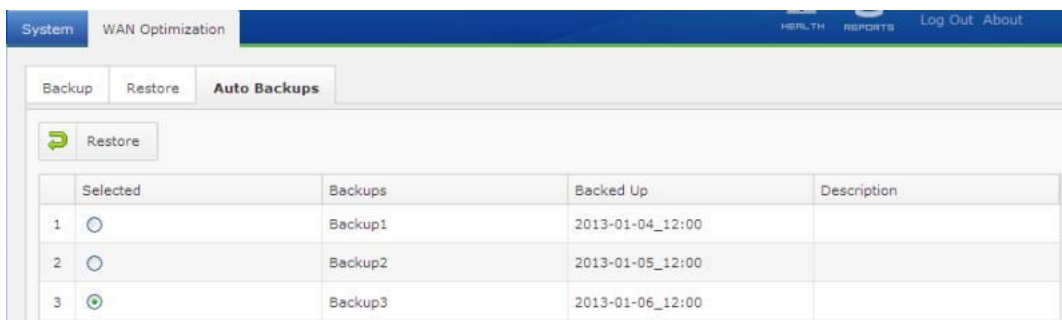 System WAN Optimization HEALTH REPORTS Log Out About
Backup Restore Auto Backups
Restore
Selected Backups Backed Up Description
1 Backup1 2013-01-04_12:00
2 Backup2 2013-01-05_12:00
3 Backup3 2013-01-06_12:00